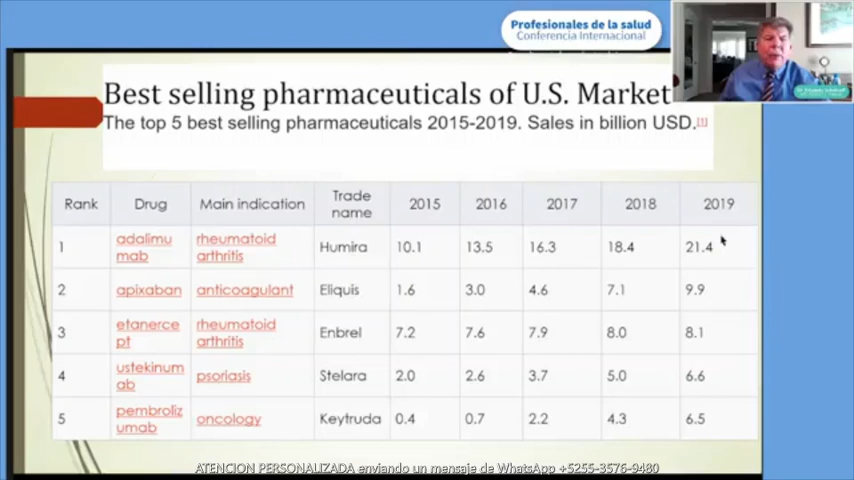 Profesionales de la salud
Conferencia Internacional
Best selling pharmaceuticals of U.S. Market
The top 5 best selling pharmaceuticals 2015-2019. Sales in billion USD.[1]
Rank Drug Main indication Trade name 2015 2016 2017 2018 2019
1 adalimu mab rheumatoid arthritis Humira 10.1 13.5 16.3 18.4 21.4
2 apixaban anticoagulant Eliquis 1.6 3.0 4.6 7.1 9.9
3 etanerce pt rheumatoid arthritis Enbrel 7.2 7.6 7.9 8.0 8.1
4 ustekinum ab psoriasis Stelara 2.0 2.6 3.7 5.0 6.6
5 pembroliz umab oncology Keytruda 0.4 0.7 2.2 4.3 6.5
ATENCION PERSONALIZADA enviando un mensaje de WhatsApp +5255-3576-9480